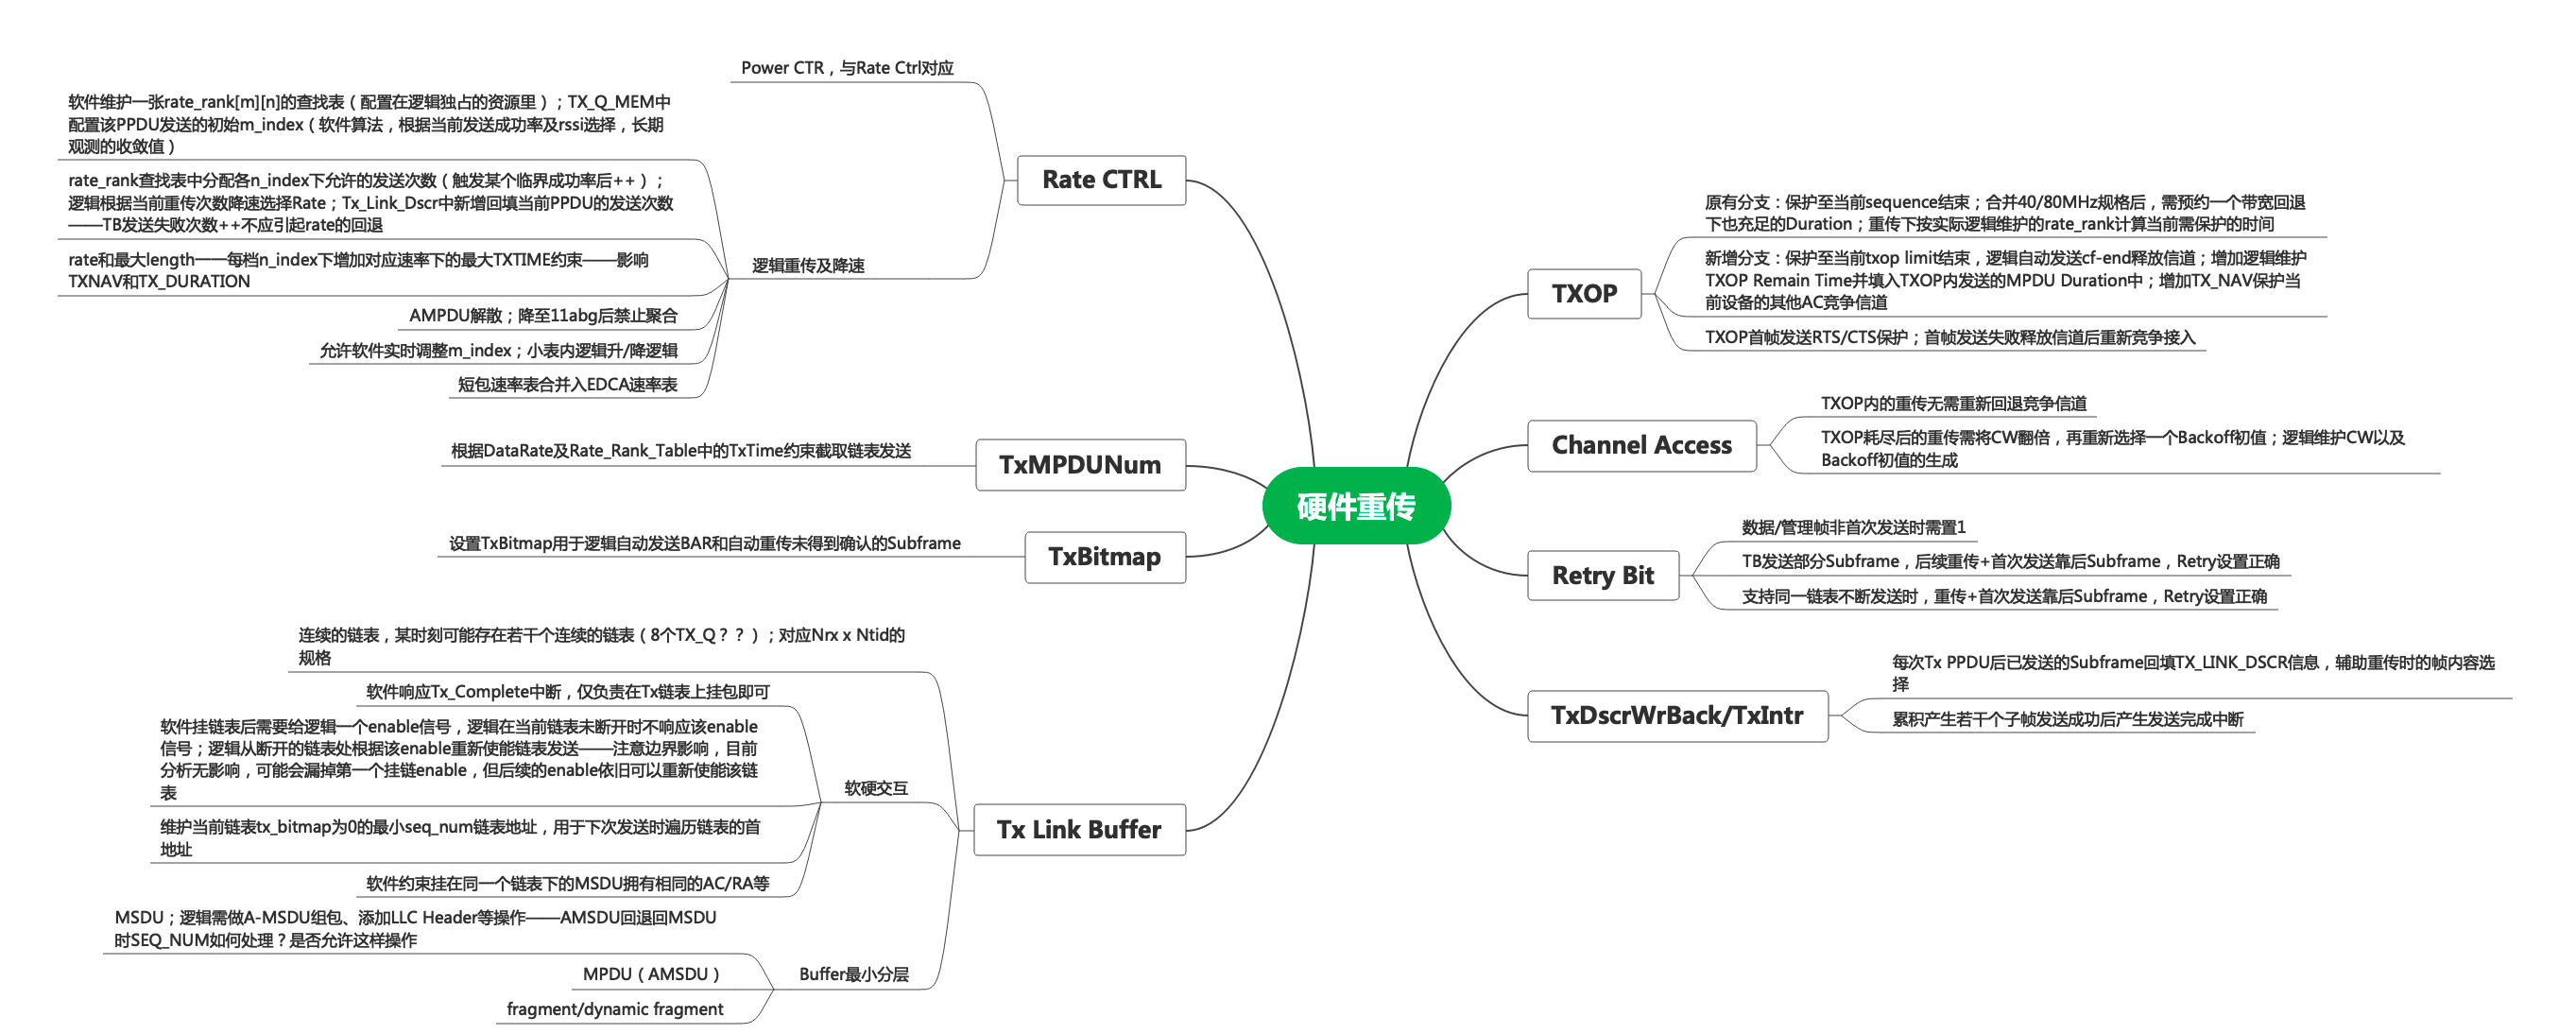 硬件重传
Rate CTRL
Power CTR，与Rate Ctrl对应
逻辑重传及降速
软件维护一张rate_rank[m][n]的查找表（配置在逻辑独占的资源里）；TX_Q_MEM中
配置该PPDU发送的初始m_index（软件算法，根据当前发送成功率及rssi选择，长期
观测的收敛值）
rate_rank查找表中分配各n_index下允许的发送次数（触发某个临界成功率后++）；
逻辑根据当前重传次数降速选择Rate；Tx_Link_Dscr中新增回填当前PPDU的发送次数
——TB发送失败次数++不应引起rate的回退
rate和最大length——每档n_index下增加对应速率下的最大TXTIME约束——影响
TXNAV和TX_DURATION
AMPDU解散；降至11abg后禁止聚合
允许软件实时调整m_index；小表内逻辑升/降逻辑
短包速率表合并入EDCA速率表
TxMPDUNum
根据DataRate及Rate_Rank_Table中的TxTime约束截取链表发送
TxBitmap
设置TxBitmap用于逻辑自动发送BAR和自动重传未得到确认的Subframe
Tx Link Buffer
连续的链表，某时刻可能存在若干个连续的链表（8个TX_Q？？）；对应Nrx x Ntid的
规格
软硬交互
软件响应Tx_Complete中断，仅负责在Tx链表上挂包即可
软件挂链表后需要给逻辑一个enable信号，逻辑在当前链表未断开时不响应该enable
信号；逻辑从断开的链表处根据该enable重新使能链表发送——注意边界影响，目前
分析无影响，可能会漏掉第一个挂链enable，但后续的enable依旧可以重新使能该链
表
维护当前链表tx_bitmap为0的最小seq_num链表地址，用于下次发送时遍历链表的首
地址
软件约束挂在同一个链表下的MSDU拥有相同的AC/RA等
Buffer最小分层
MSDU；逻辑需做A-MSDU组包、添加LLC Header等操作——AMSDU回退回MSDU
时SEQ_NUM如何处理？是否允许这样操作
MPDU（AMSDU）
fragment/dynamic fragment
TXOP
原有分支：保护至当前sequence结束；合并40/80MHz规格后，需预约一个带宽回退
下也充足的Duration；重传下按实际逻辑维护的rate_rank计算当前需保护的时间
新增分支：保护至当前txop limit结束，逻辑自动发送cf-end释放信道；增加逻辑维护
TXOP Remain Time并填入TXOP内发送的MPDU Duration中；增加TX_NAV保护当
前设备的其他AC竞争信道
TXOP首帧发送RTS/CTS保护；首帧发送失败释放信道后重新竞争接入
Channel Access
TXOP内的重传无需重新回退竞争信道
TXOP耗尽后的重传需将CW翻倍，再重新选择一个Backoff初值；逻辑维护CW以及
Backoff初值的生成
Retry Bit
数据/管理帧非首次发送时需置1
TB发送部分Subframe，后续重传+首次发送靠后Subframe，Retry设置正确
支持同一链表不断发送时，重传+首次发送靠后Subframe，Retry设置正确
TxDscrWrBack/TxIntr
每次Tx PPDU后已发送的Subframe回填TX_LINK_DSCR信息，辅助重传时的帧内容选
择
累积产生若干个子帧发送成功后产生发送完成中断